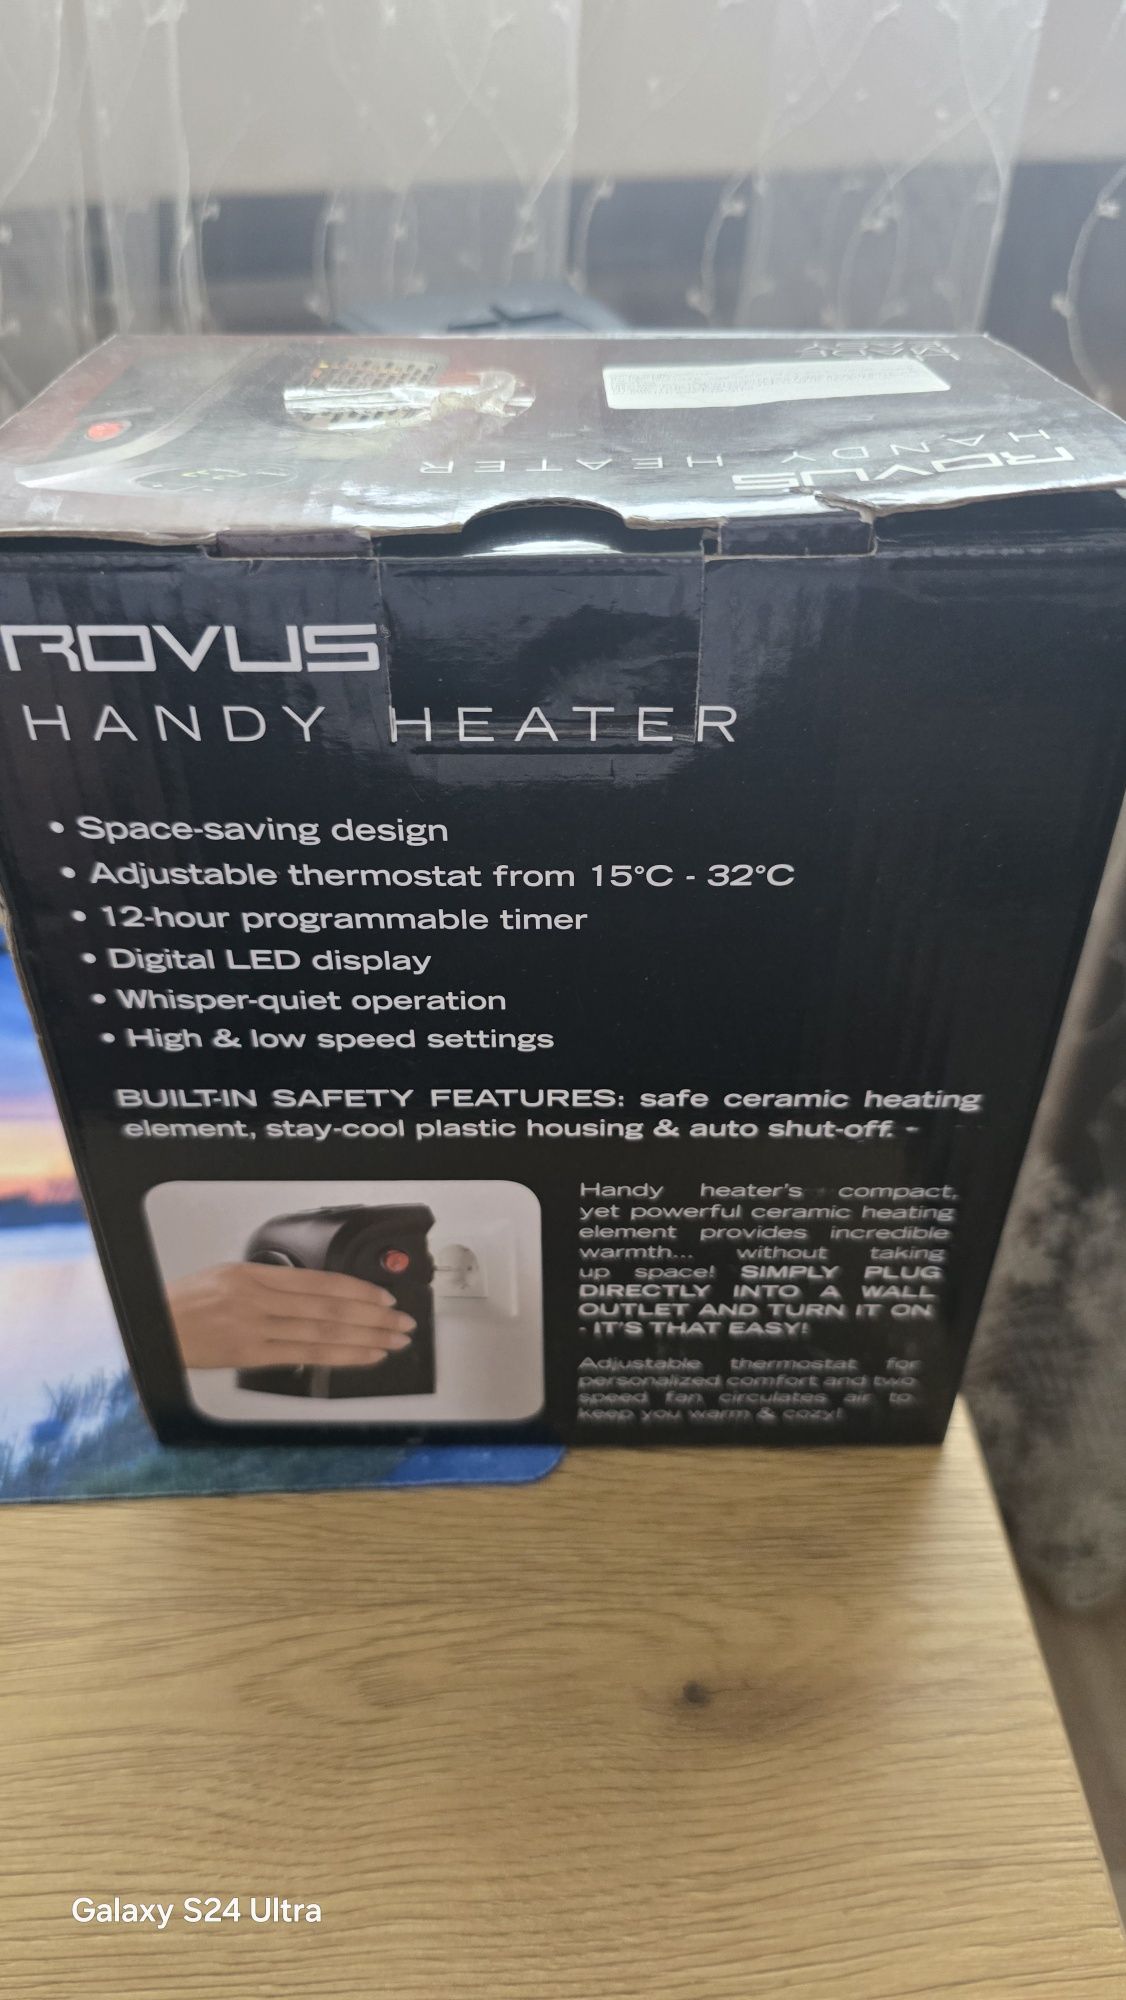 HANDY HEATER
ROVUS
ROVUS
HANDY HEATER
• Space-saving design
• Adjustable thermostat from 15°C - 32°C
• 12-hour programmable timer
• Digital LED display
• Whisper-quiet operation
• High & low speed settings
BUILT-IN SAFETY FEATURES: safe ceramic heating
element, stay-cool plastic housing & auto shut-off. -
Handy heater's compact,
yet powerful ceramic heating
element provides incredible
warmth... without taking
up space! SIMPLY PLUG
DIRECTLY INTO A WALL
OUTLET AND TURN IT ON
- IT'S THAT EASY!
Adjustable thermostat for
personalized comfort and two
speed fan circulates air to
keep you warm & cozy!
Galaxy S24 Ultra